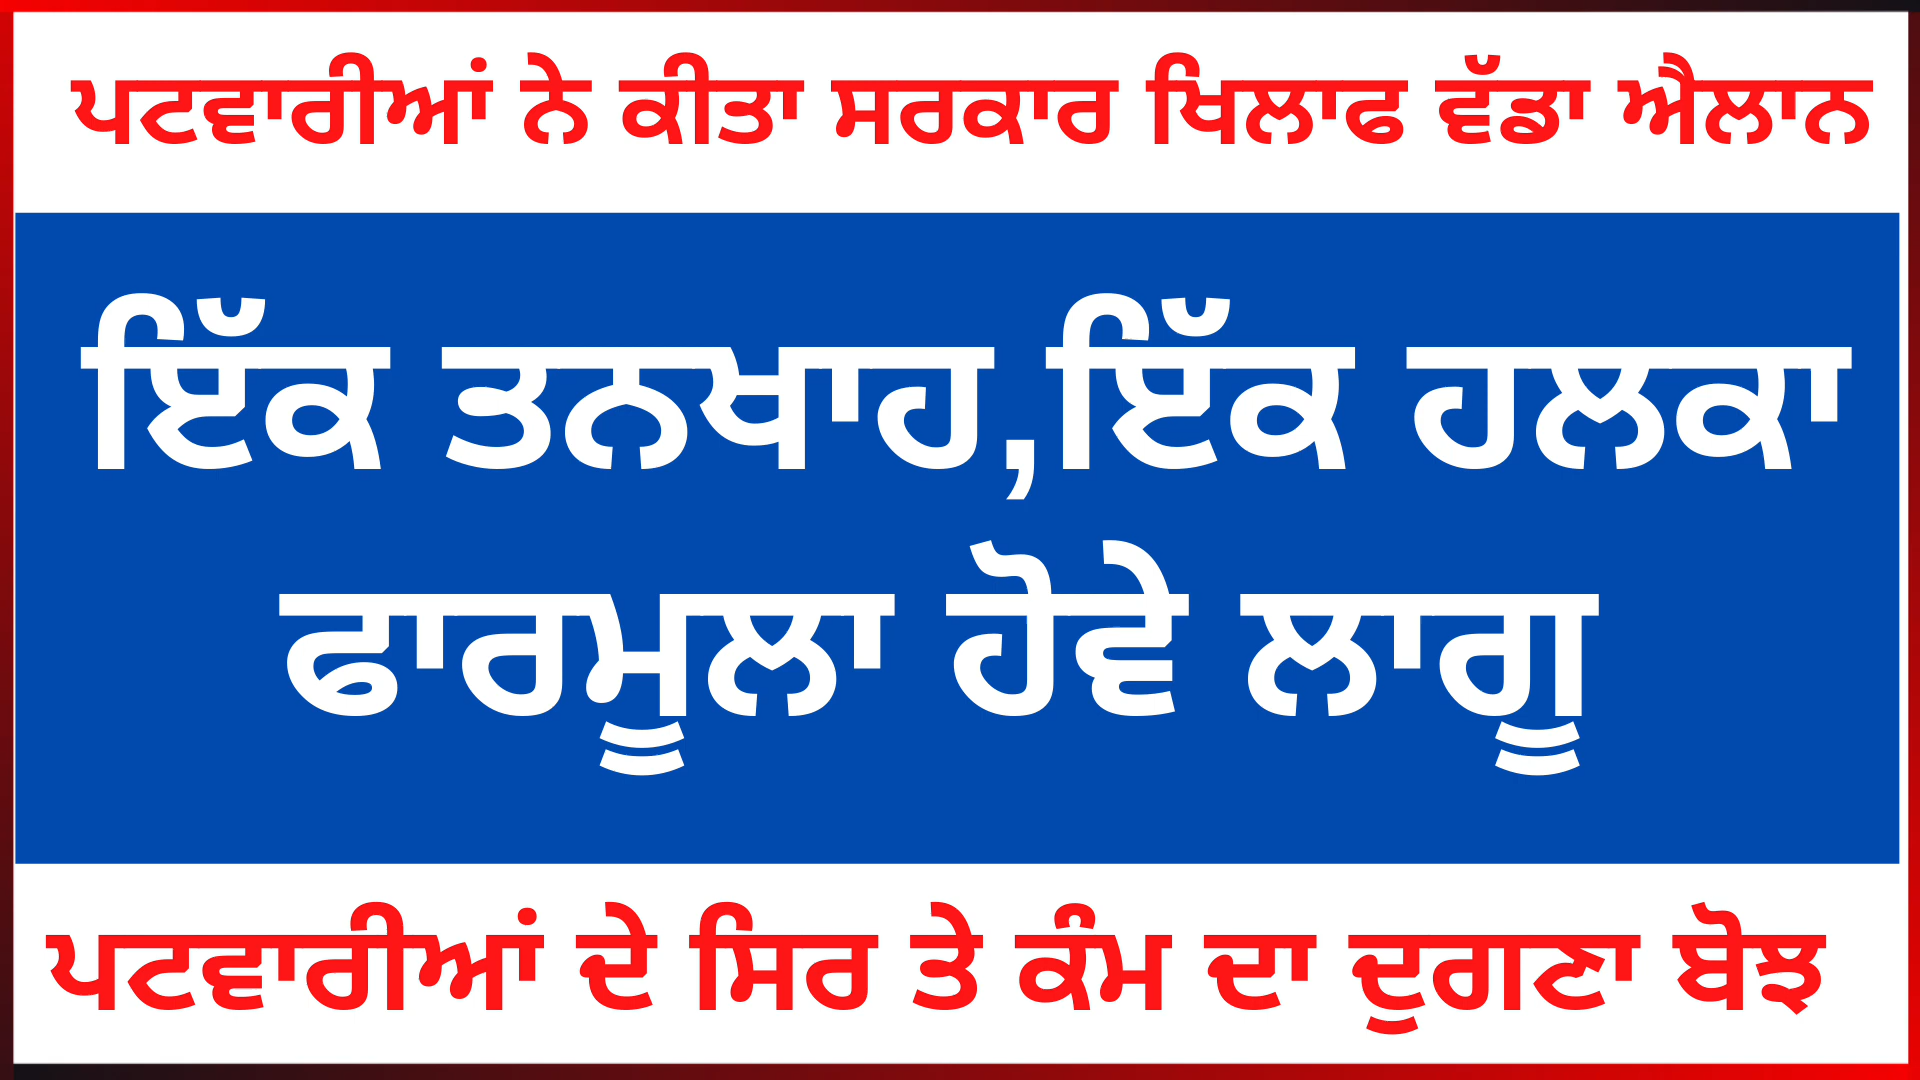 ਪਟਵਾਰੀਆਂ ਨੇ ਕੀਤਾ ਸਰਕਾਰ ਖਿਲਾਫ ਵੱਡਾ ਐਲਾਨ
ਇੱਕ ਤਨਖਾਹ,ਇੱਕ ਹਲਕਾ
ਫਾਰਮੂਲਾ ਹੋਵੇ ਲਾਗੂ
ਪਟਵਾਰੀਆਂ ਦੇ ਸਿਰ ਤੇ ਕੰਮ ਦਾ ਦੁਗਣਾ ਬੋਝ